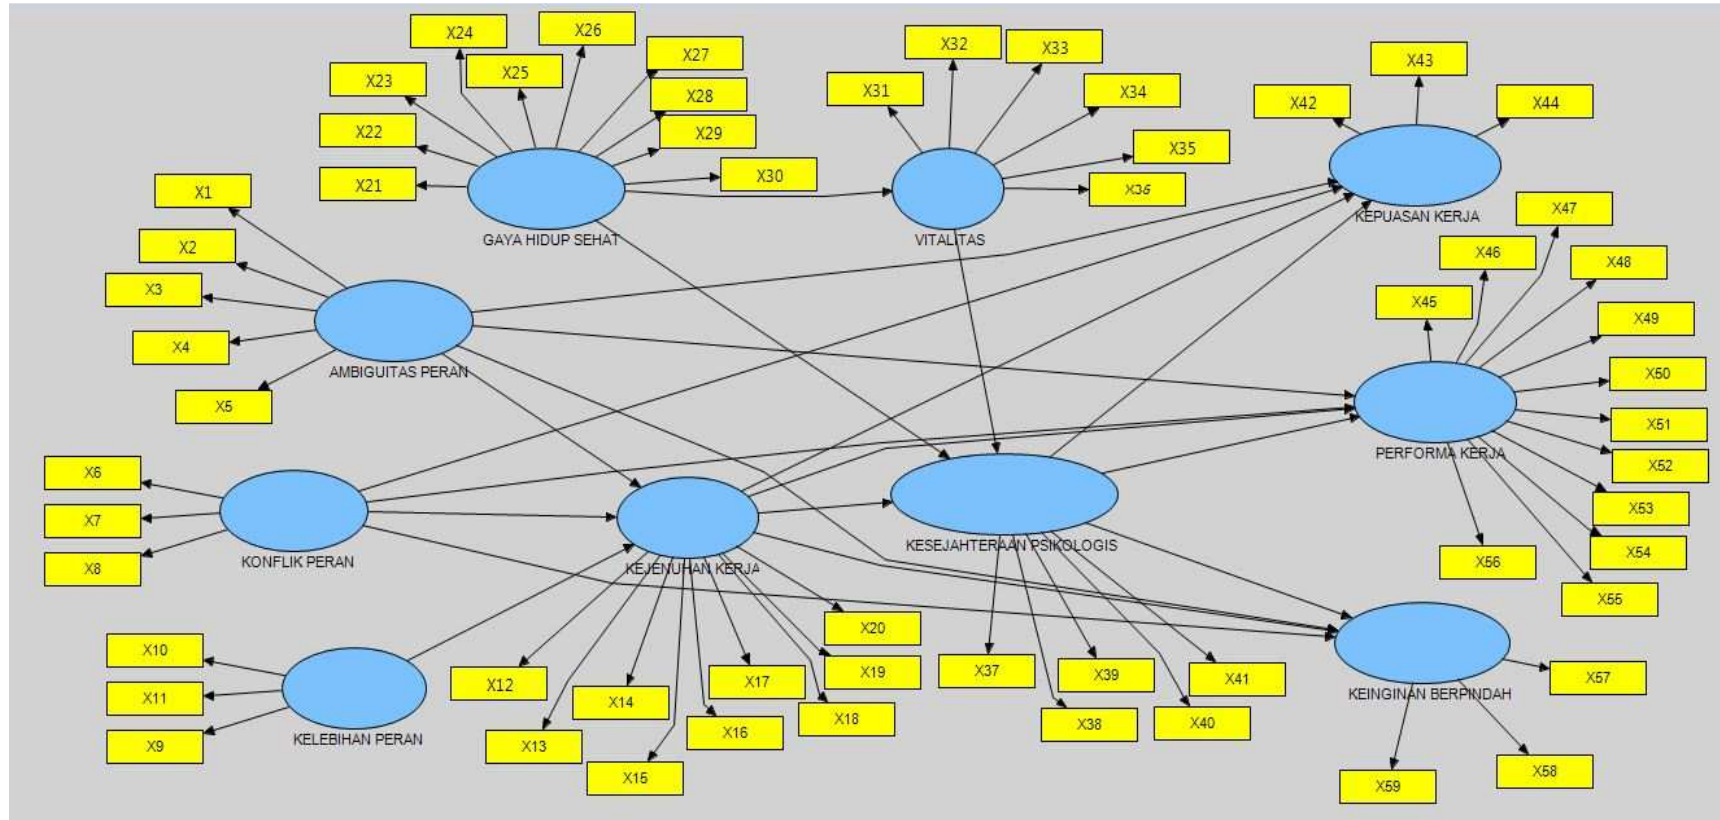 X24
X26
X32
X33
X43
X23
X25
X27
X31
X34
X42
X44
X22
X28
X29
X35
X21
X30
X36
X1
GAYA HIDUP SEHAT
VITALITAS
KEPUASAN KERJA
X47
X2
X46
X48
X3
X45
X49
X4
AMBIGUITAS PERAN
X50
X5
X51
PERFORMA KERJA
X52
X6
X53
X7
X54
X8
KONFLIK PERAN
KEJENUHAN KERJA
KESEJAHTERAAN PSIKOLOGIS
X56
X55
X10
X20
X11
X12
X14
X17
X19
X37
X39
X41
KEINGINAN BERPINDAH
X57
X9
KELEBIHAN PERAN
X13
X16
X18
X38
X40
X15
X59
X58